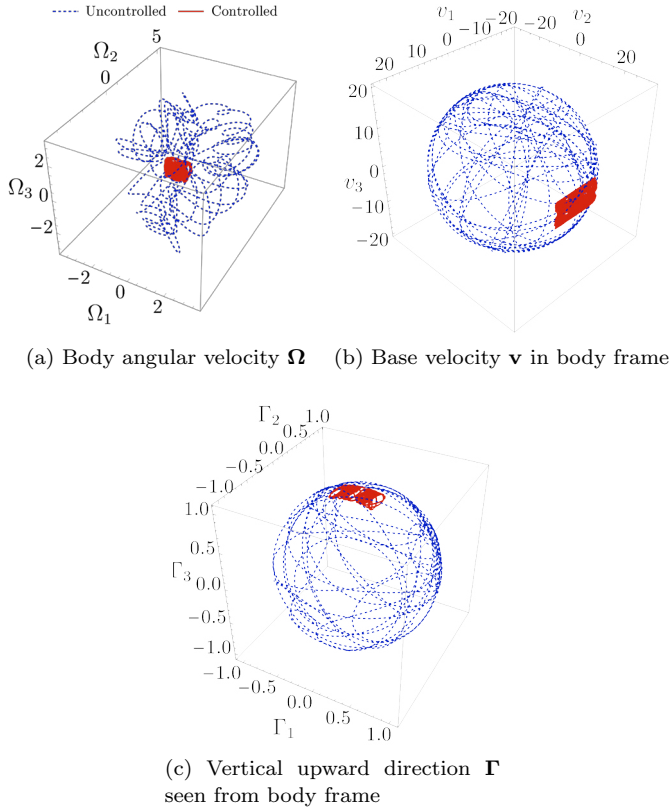 Uncontrolled Controlled
Ω₂ 5
0
2
Ω₃ 0
−2
−2
0
2
Ω₁
v₁ −20 −20 v₂
0 −10 0
10 20
20
20
10
v₃ 0
−10
−20
(a) Body angular velocity Ω (b) Base velocity v in body frame
Γ₂ 1.0
0.5
0.0
−0.5
−1.0
1.0
0.5
Γ₃ 0.0
−0.5
−1.0
−1.0
−0.5
0.0
0.5
Γ₁ 1.0
(c) Vertical upward direction Γ
seen from body frame